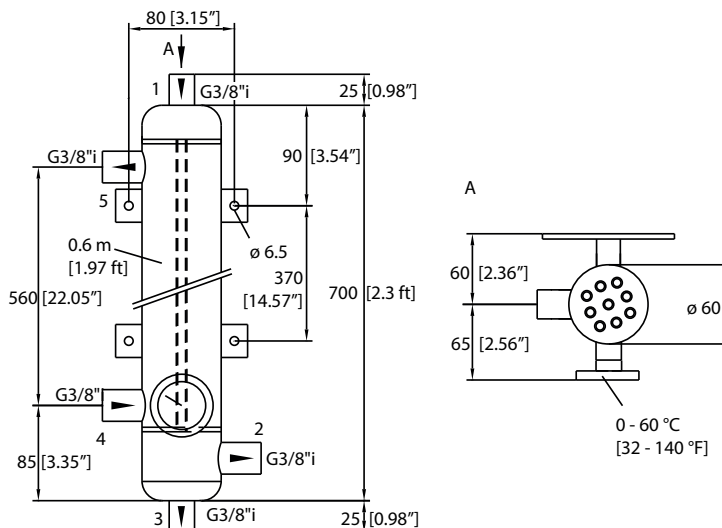 80 [3.15″]
A
1
G3/8"i
25 [0.98″]
G3/8"i
90
[3.54″]
5
A
0.6 m
[1.97 ft]
ø 6.5
370
[14.57″]
560 [22.05″]
700 [2.3 ft]
60 [2.36″]
ø 60
65 [2.56″]
G3/8"i
4
2
0 - 60 °C
[32 - 140 °F]
85 [3.35″]
G3/8"i
3
G3/8"i
25 [0.98″]